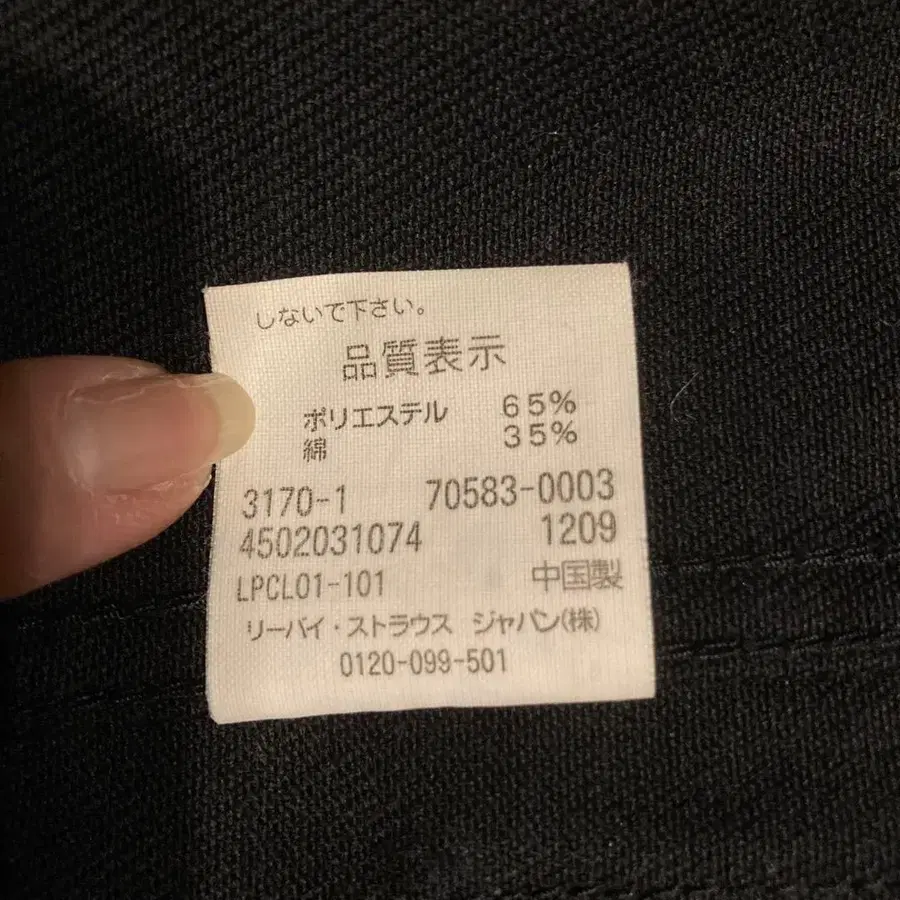 しないで下さい。
品質表示
ポリエステル 65%
綿 35%
3170-1 70583-0003
4502031074 1209
LPCL01-101 中国製
リーバイ・ストラウス ジャパン(株)
0120-099-501